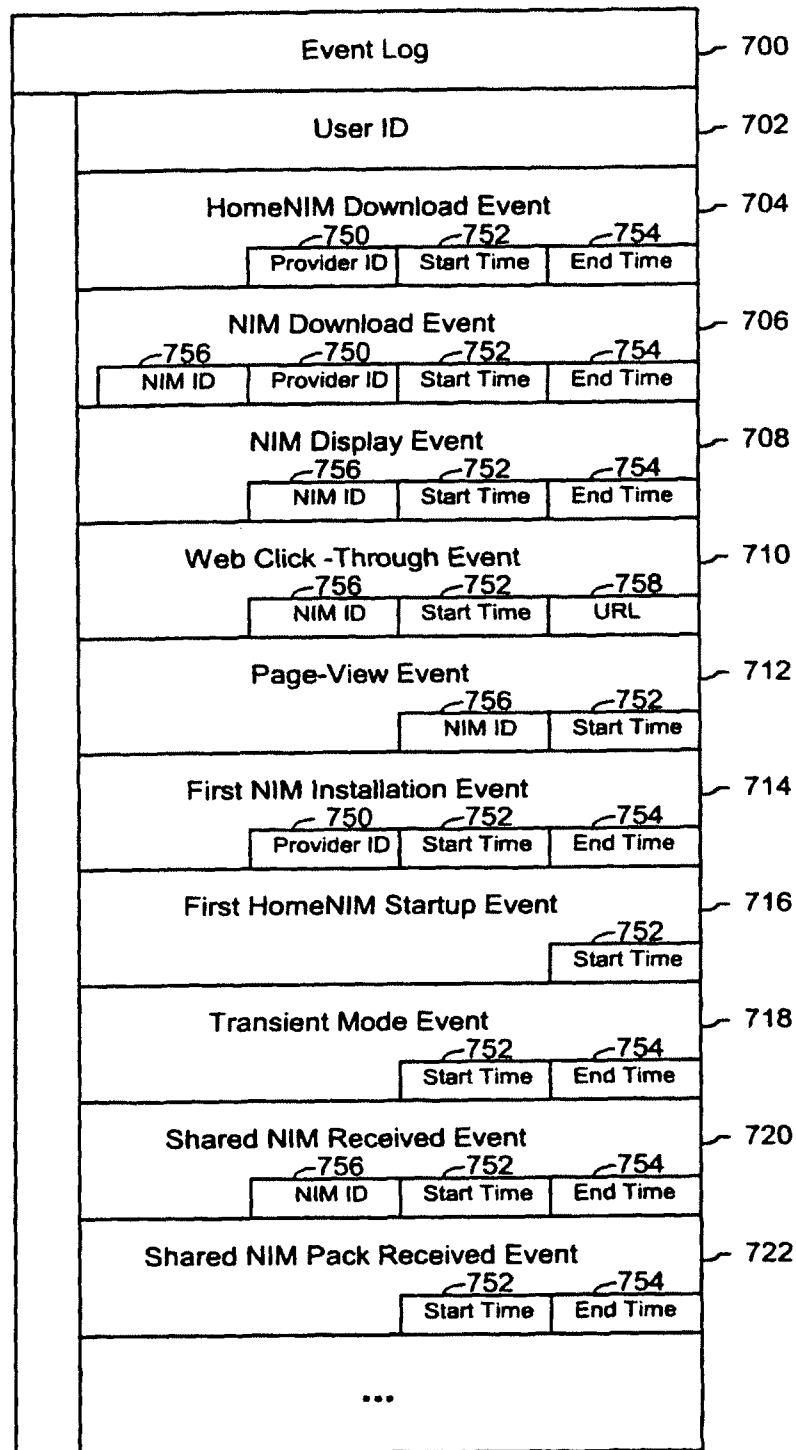 Event Log 700
User ID 702
HomeNIM Download Event 704
750 752 754
Provider ID Start Time End Time
NIM Download Event 706
756 750 752 754
NIM ID Provider ID Start Time End Time
NIM Display Event 708
756 752 754
NIM ID Start Time End Time
Web Click -Through Event 710
756 752 758
NIM ID Start Time URL
Page-View Event 712
756 752
NIM ID Start Time
First NIM Installation Event 714
750 752 754
Provider ID Start Time End Time
First HomeNIM Startup Event 716
752
Start Time
Transient Mode Event 718
752 754
Start Time End Time
Shared NIM Received Event 720
756 752 754
NIM ID Start Time End Time
Shared NIM Pack Received Event 722
752 754
Start Time End Time
...